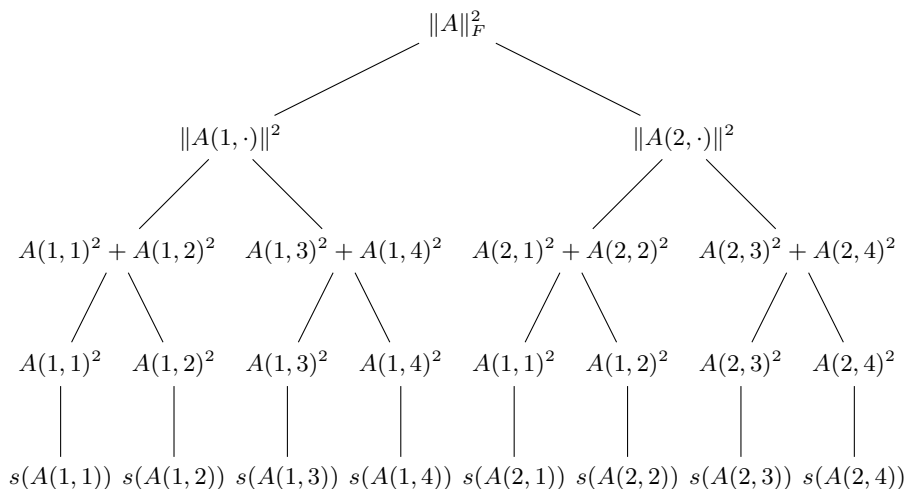 ‖A‖²_F
‖A(1, ·)‖² ‖A(2, ·)‖²
A(1, 1)² + A(1, 2)² A(1, 3)² + A(1, 4)² A(2, 1)² + A(2, 2)² A(2, 3)² + A(2, 4)²
A(1, 1)² A(1, 2)² A(1, 3)² A(1, 4)² A(1, 1)² A(1, 2)² A(2, 3)² A(2, 4)²
s(A(1, 1)) s(A(1, 2)) s(A(1, 3)) s(A(1, 4)) s(A(2, 1)) s(A(2, 2)) s(A(2, 3)) s(A(2, 4))